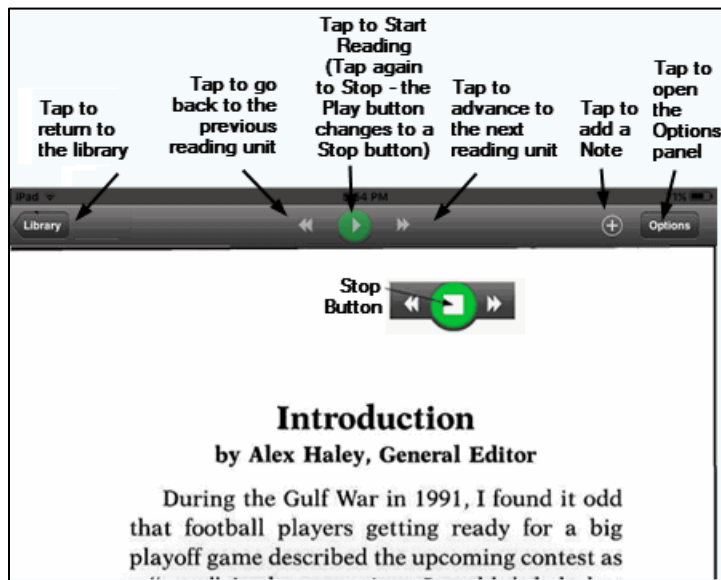 Tap to
return to
the library
Tap to go
back to the
previous
reading unit
Tap to Start
Reading
(Tap again
to Stop - the
Play button
changes to a
Stop button)
Tap to
advance to
the next
reading unit
Tap to
add a
Note
Tap to
open
the
Options
panel
iPad
54 PM
1%
Library
Options
Stop
Button
Introduction
by Alex Haley, General Editor
During the Gulf War in 1991, I found it odd
that football players getting ready for a big
playoff game described the upcoming contest as